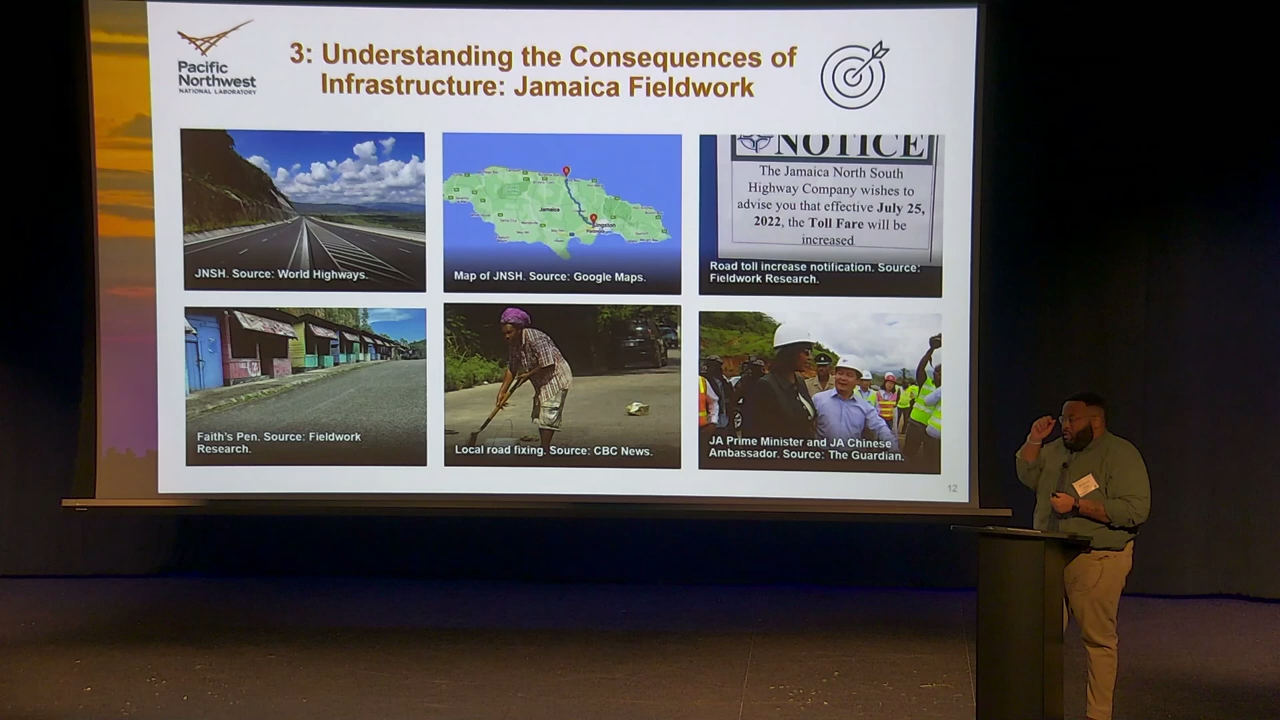 Pacific
Northwest
NATIONAL LABORATORY
3: Understanding the Consequences of
Infrastructure: Jamaica Fieldwork
JNSH. Source: World Highways.
Jamaica
Kingston
Map of JNSH. Source: Google Maps.
NOTICE
The Jamaica North South
Highway Company wishes to
advise you that effective July 25,
2022, the Toll Fare will be
increased
Road toll increase notification. Source:
Fieldwork Research.
Faith's Pen. Source: Fieldwork
Research.
Local road fixing. Source: CBC News.
JA Prime Minister and JA Chinese
Ambassador. Source: The Guardian.
12